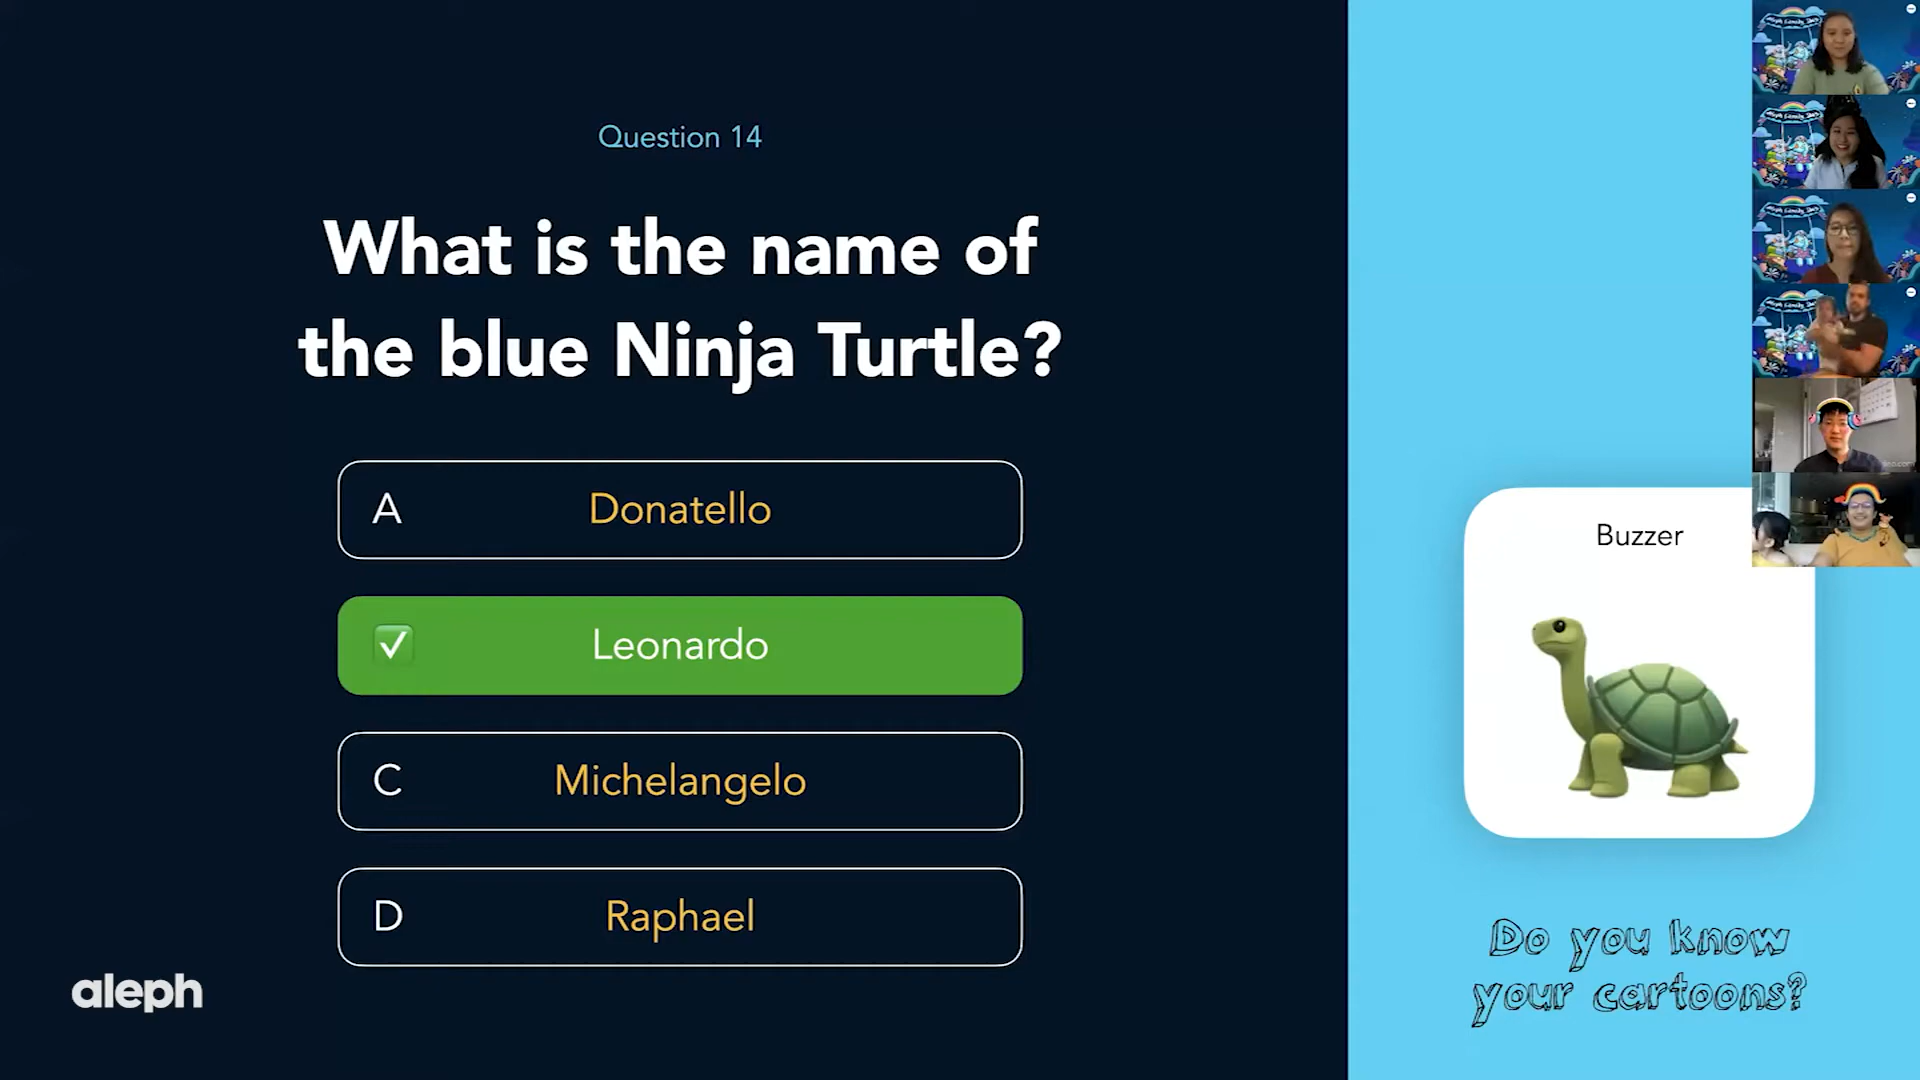 Question 14
What is the name of
the blue Ninja Turtle?
A Donatello
Leonardo
C Michelangelo
D Raphael
aleph
Buzzer
Do you know
your cartoons?